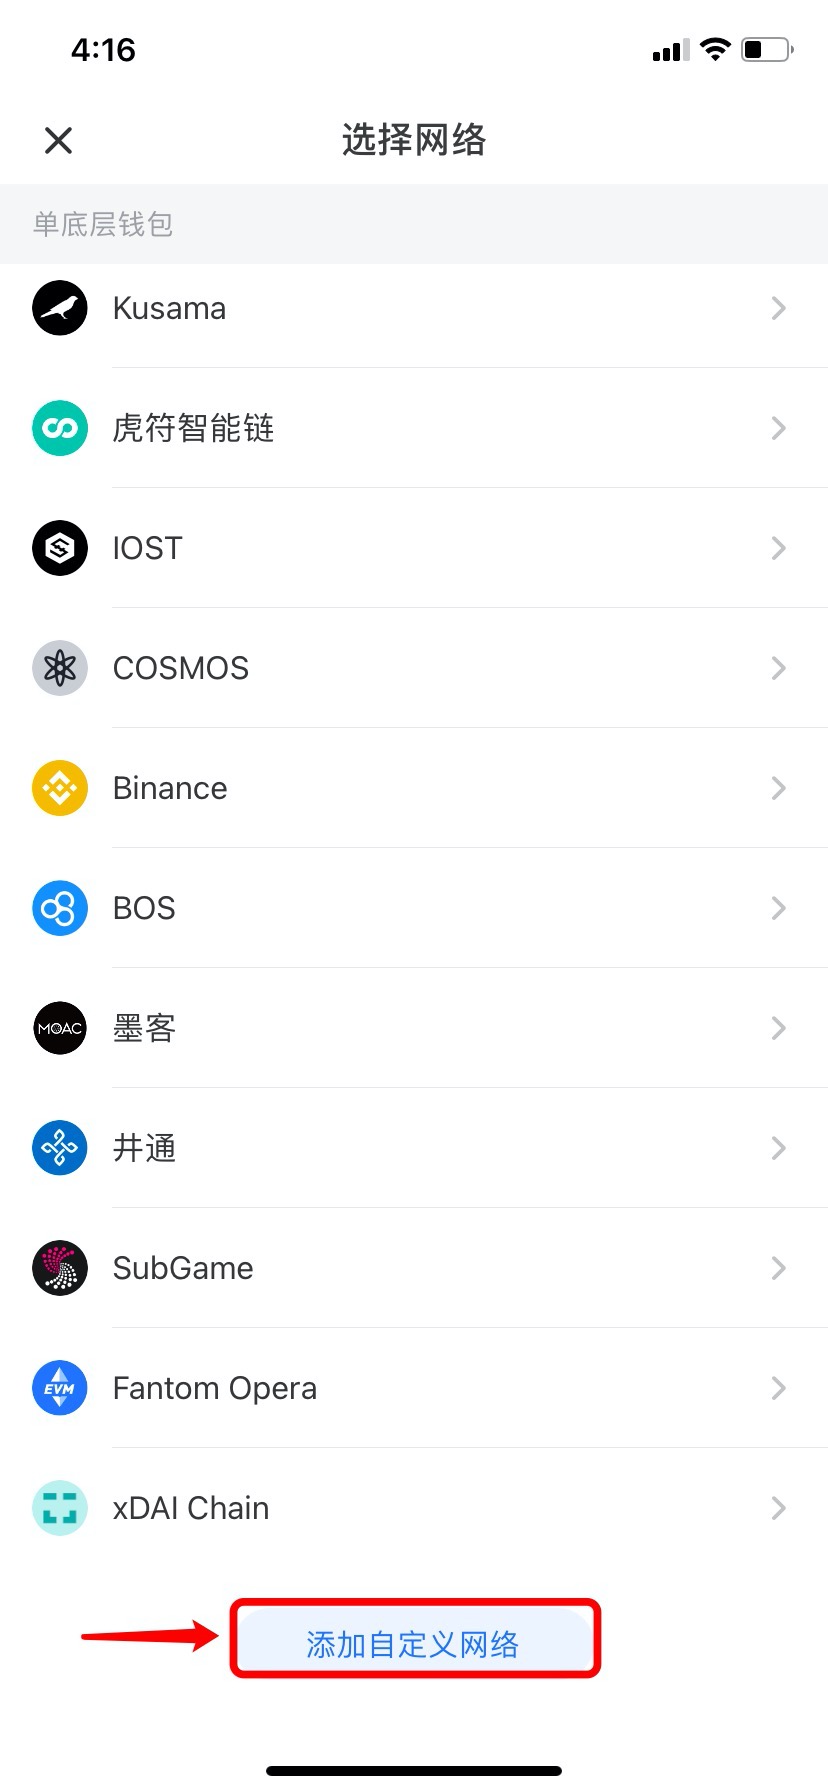 4:16
选择网络
单底层钱包
Kusama
虎符智能链
IOST
COSMOS
Binance
BOS
MOAC 墨客
井通
SubGame
EVM Fantom Opera
xDAI Chain
添加自定义网络